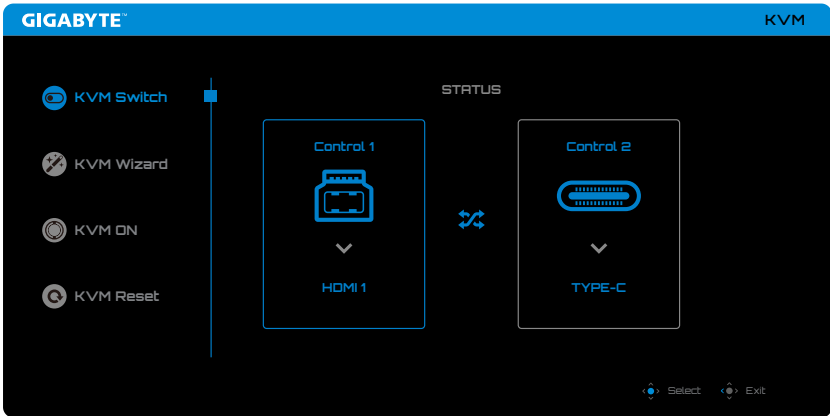 GIGABYTE™
KVM
KVM Switch
KVM Wizard
KVM ON
KVM Reset
STATUS
Control 1
HDMI 1
Control 2
TYPE-C
Select
Exit